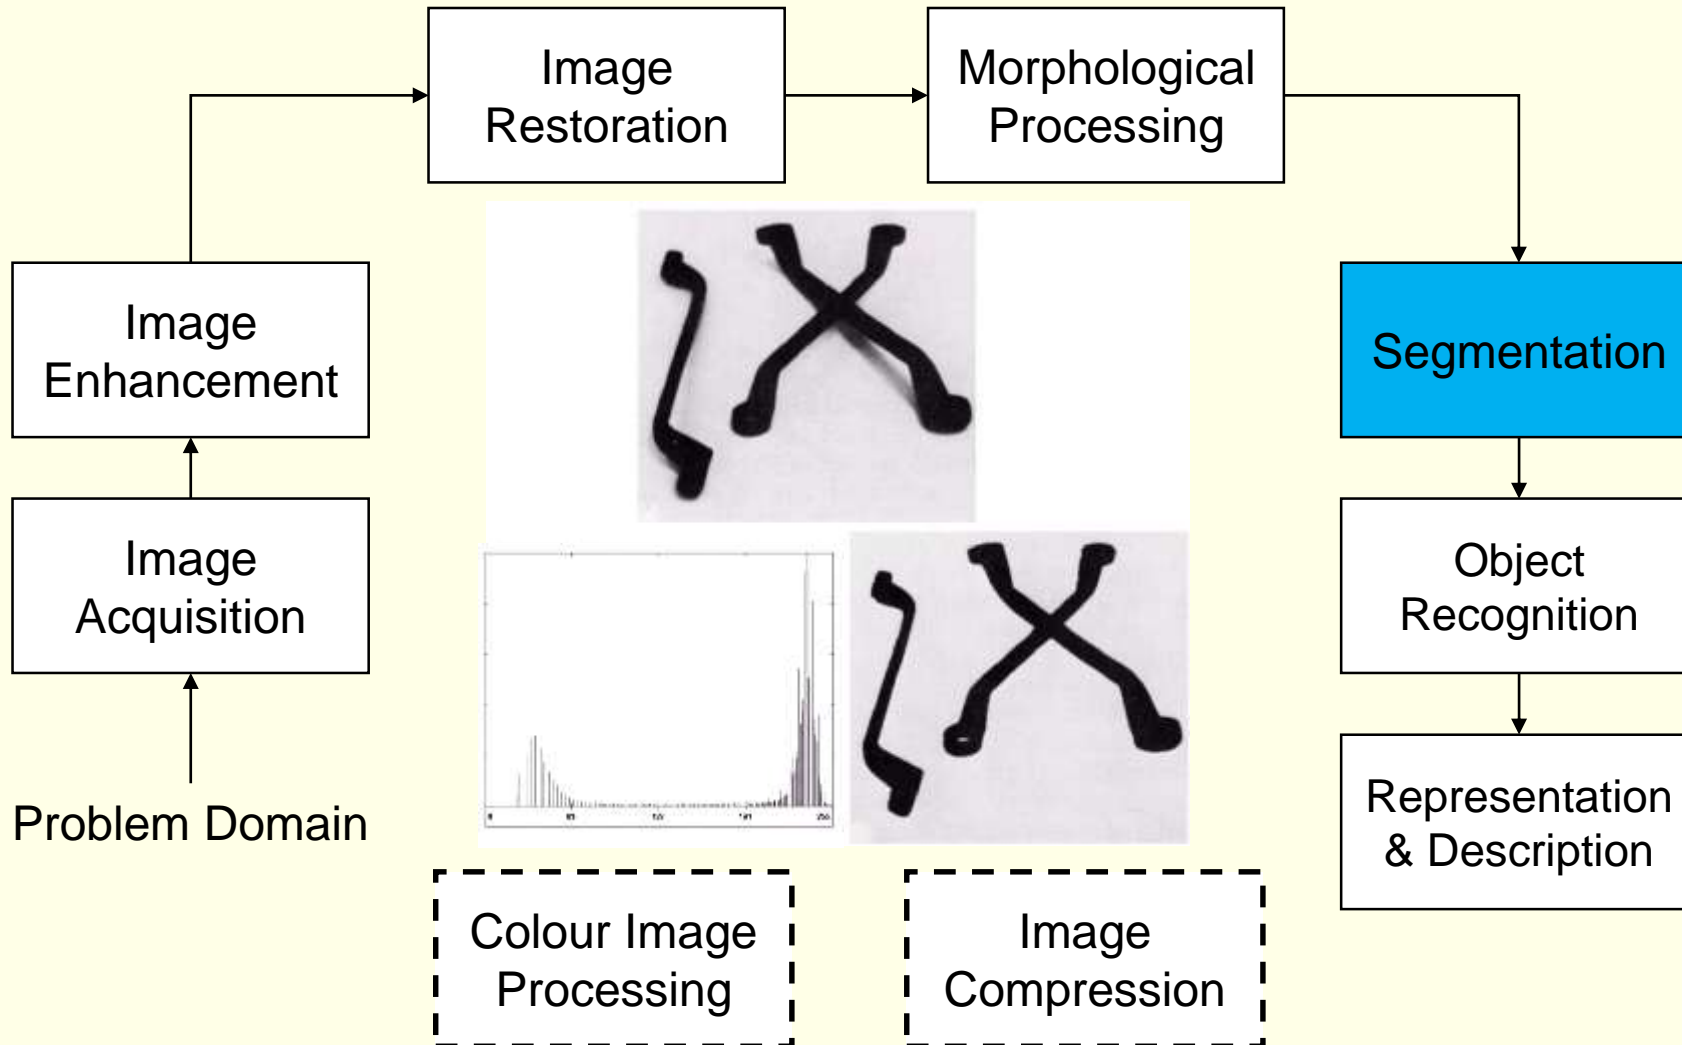 Image
Restoration
Morphological
Processing
Image
Enhancement
Segmentation
Image
Acquisition
Object
Recognition
Problem Domain
Representation
& Description
Colour Image
Processing
Image
Compression